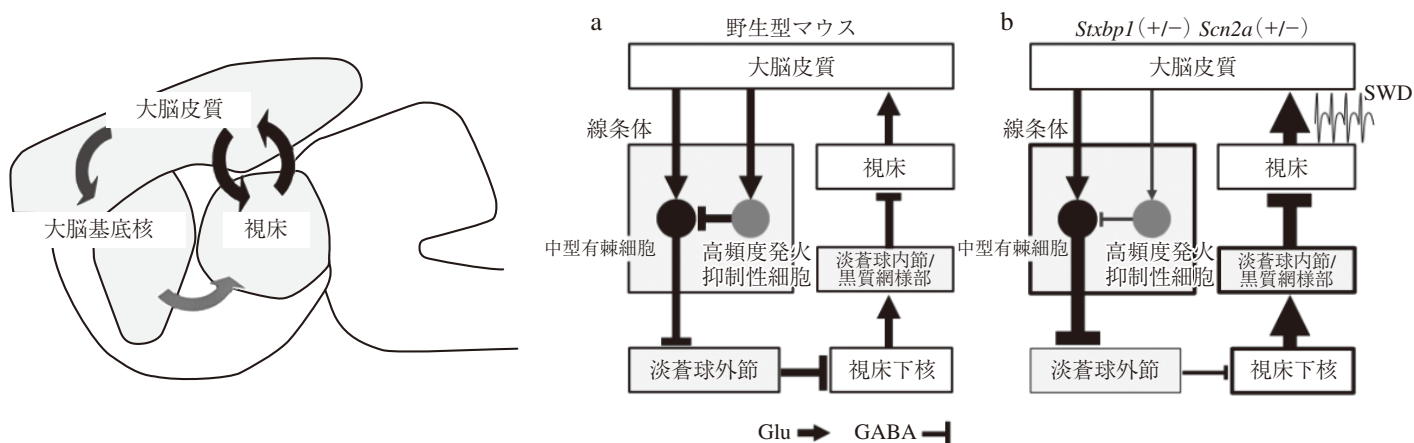 大脳皮質
大脳基底核
視床
a
野生型マウス
大脳皮質
線条体
視床
中型有棘細胞
高頻度発火
抑制性細胞
淡蒼球内節/
黒質網様部
淡蒼球外節
視床下核
b
Stxbp1(+/−) Scn2a(+/−)
大脳皮質
SWD
線条体
視床
中型有棘細胞
高頻度発火
抑制性細胞
淡蒼球内節/
黒質網様部
淡蒼球外節
視床下核
Glu
GABA